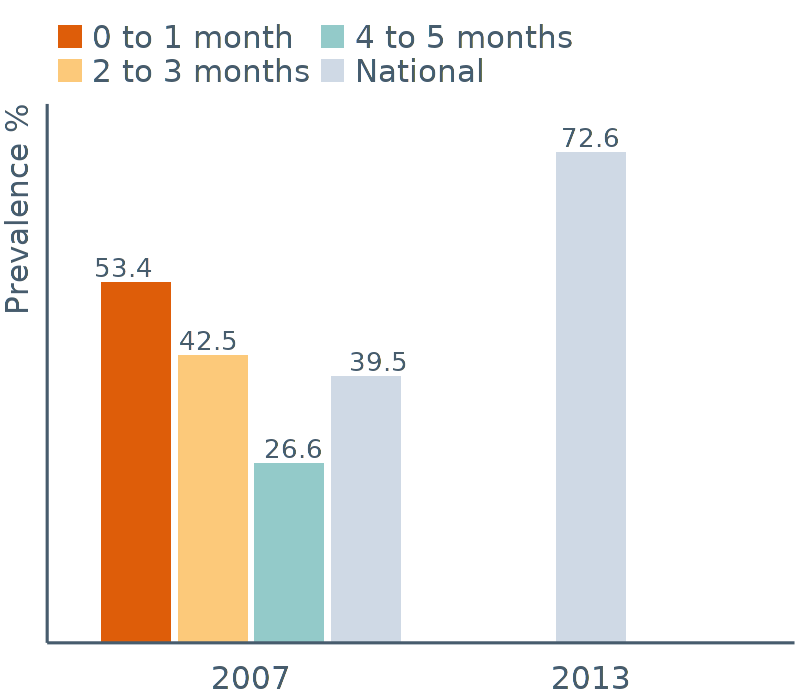 0 to 1 month
4 to 5 months
2 to 3 months
National
Prevalence %
72.6
53.4
42.5
39.5
26.6
2007
2013